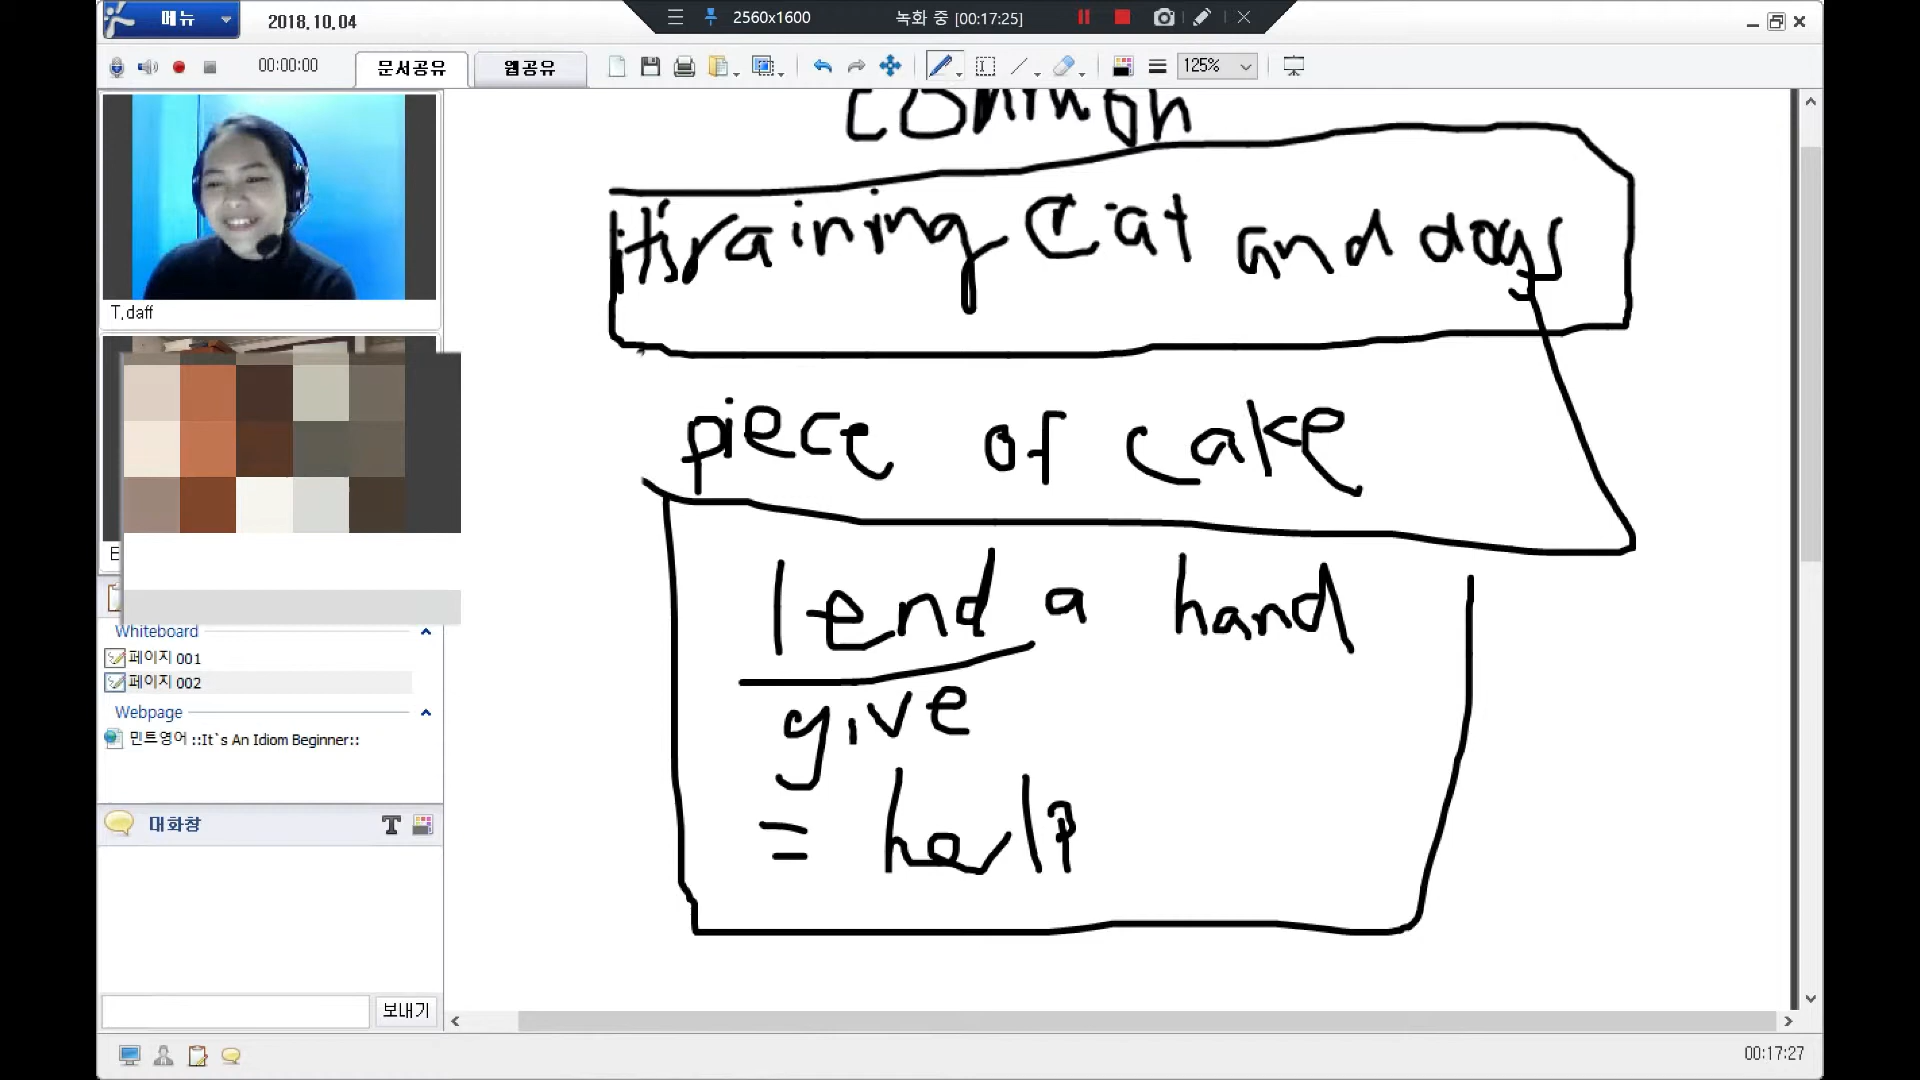 메뉴
2018.10.04
2560x1600
녹화 중 [00:17:25]
00:00:00
문서공유
웹공유
125%
T.daff
E
Whiteboard
페이지 001
페이지 002
Webpage
민트영어 ::It`s An Idiom Beginner::
대화창
T
보내기
common
It's raining Cat and dogs
piece of cake
lend a hand
give
= help
00:17:27